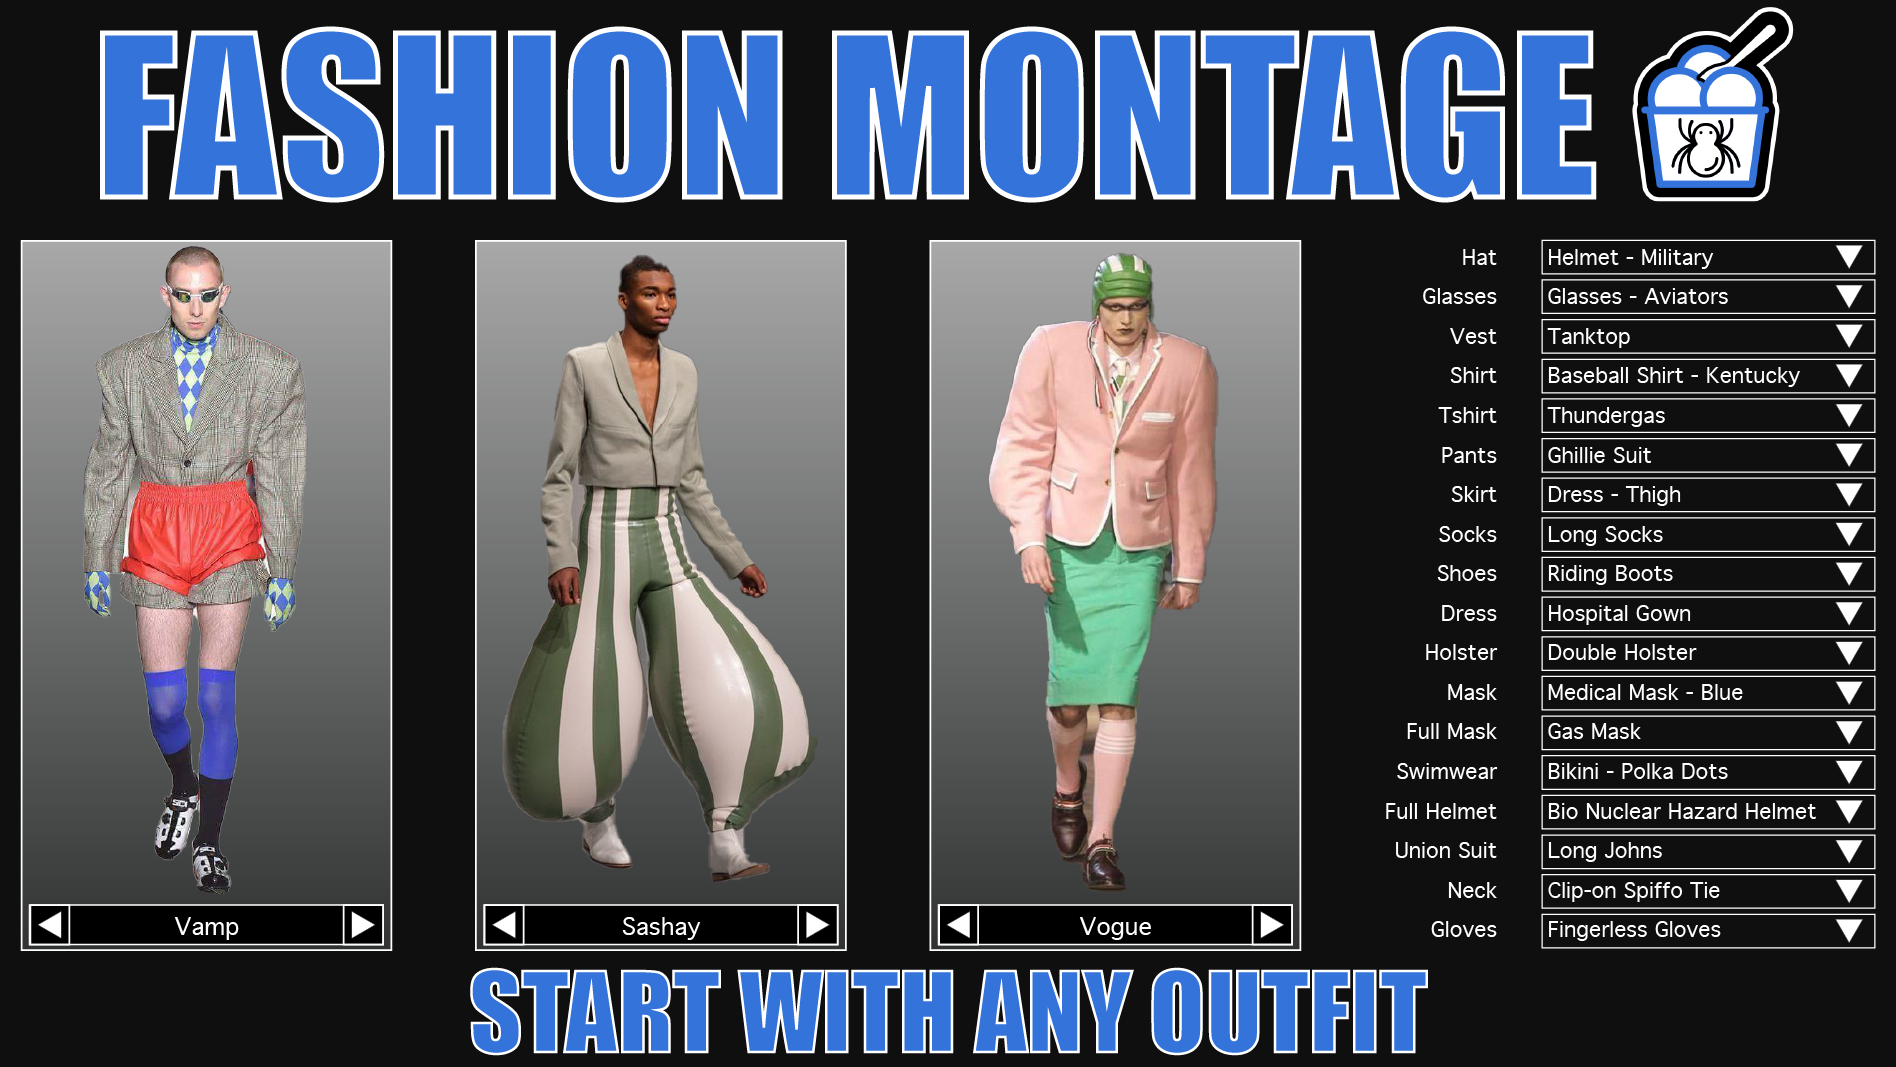 FASHION MONTAGE
Hat Helmet - Military
Glasses Glasses - Aviators
Vest Tanktop
Shirt Baseball Shirt - Kentucky
Tshirt Thundergas
Pants Ghillie Suit
Skirt Dress - Thigh
Socks Long Socks
Shoes Riding Boots
Dress Hospital Gown
Holster Double Holster
Mask Medical Mask - Blue
Full Mask Gas Mask
Swimwear Bikini - Polka Dots
Full Helmet Bio Nuclear Hazard Helmet
Union Suit Long Johns
Neck Clip-on Spiffo Tie
Gloves Fingerless Gloves
Vamp
Sashay
Vogue
START WITH ANY OUTFIT